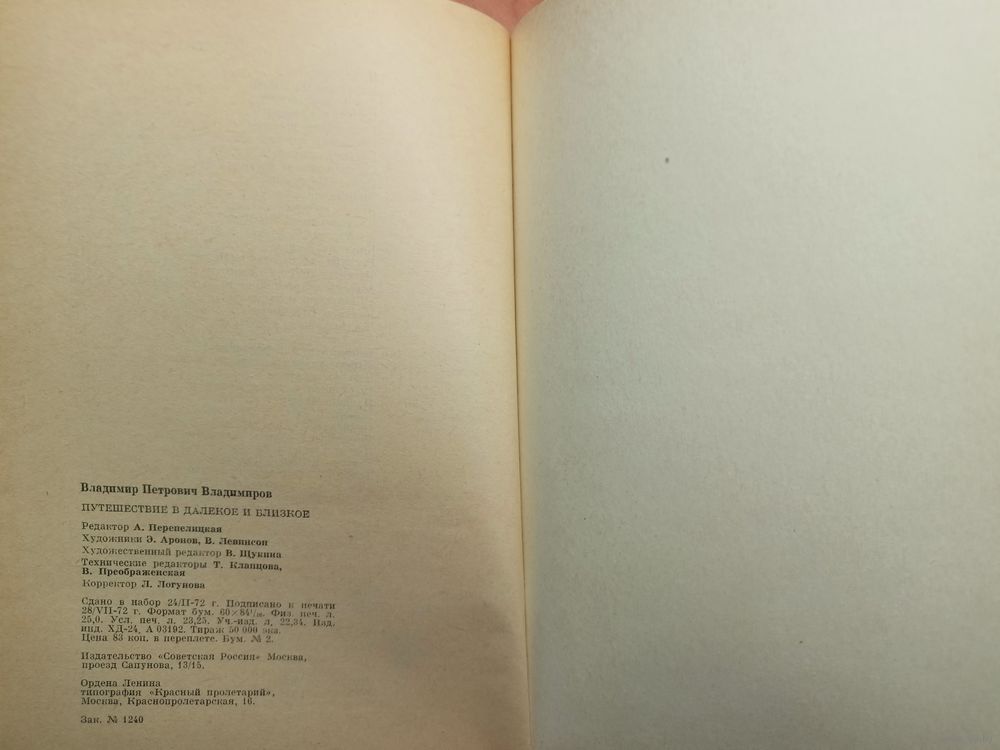 Владимир Петрович Владимиров
ПУТЕШЕСТВИЕ В ДАЛЕКОЕ И БЛИЗКОЕ
Редактор А. Перепелицкая
Художники Э. Аронов, В. Левинсон
Художественный редактор В. Щукина
Технические редакторы Т. Клапцова,
В. Преображенская
Корректор Л. Логунова
Сдано в набор 24/II-72 г. Подписано к печати
28/VII-72 г. Формат бум. 60×84¹/₁₆. Физ. печ. л.
25,0. Усл. печ. л. 23,25. Уч.-изд. л. 22,34. Изд.
инд. ХД-24. А 03192. Тираж 50 000 экз.
Цена 83 коп. в переплете. Бум. № 2.
Издательство «Советская Россия» Москва,
проезд Сапунова, 13/15.
Ордена Ленина
типография «Красный пролетарий»,
Москва, Краснопролетарская, 16.
Зак. № 1240